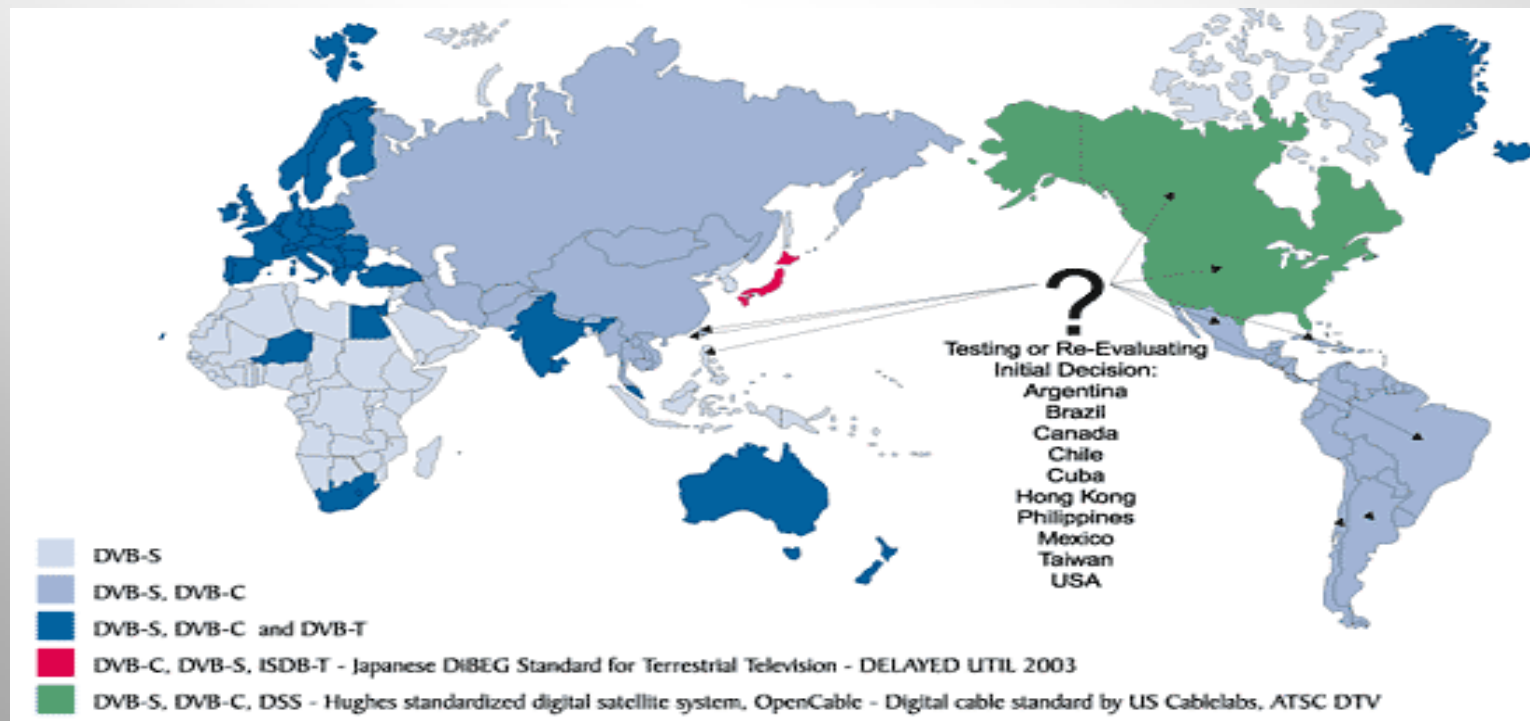 ?
Testing or Re-Evaluating
Initial Decision:
Argentina
Brazil
Canada
Chile
Cuba
Hong Kong
Philippines
Mexico
Taiwan
USA
DVB-S
DVB-S, DVB-C
DVB-S, DVB-C and DVB-T
DVB-C, DVB-S, ISDB-T - Japanese DiBEG Standard for Terrestrial Television - DELAYED UTIL 2003
DVB-S, DVB-C, DSS - Hughes standardized digital satellite system, OpenCable - Digital cable standard by US Cablelabs, ATSC DTV